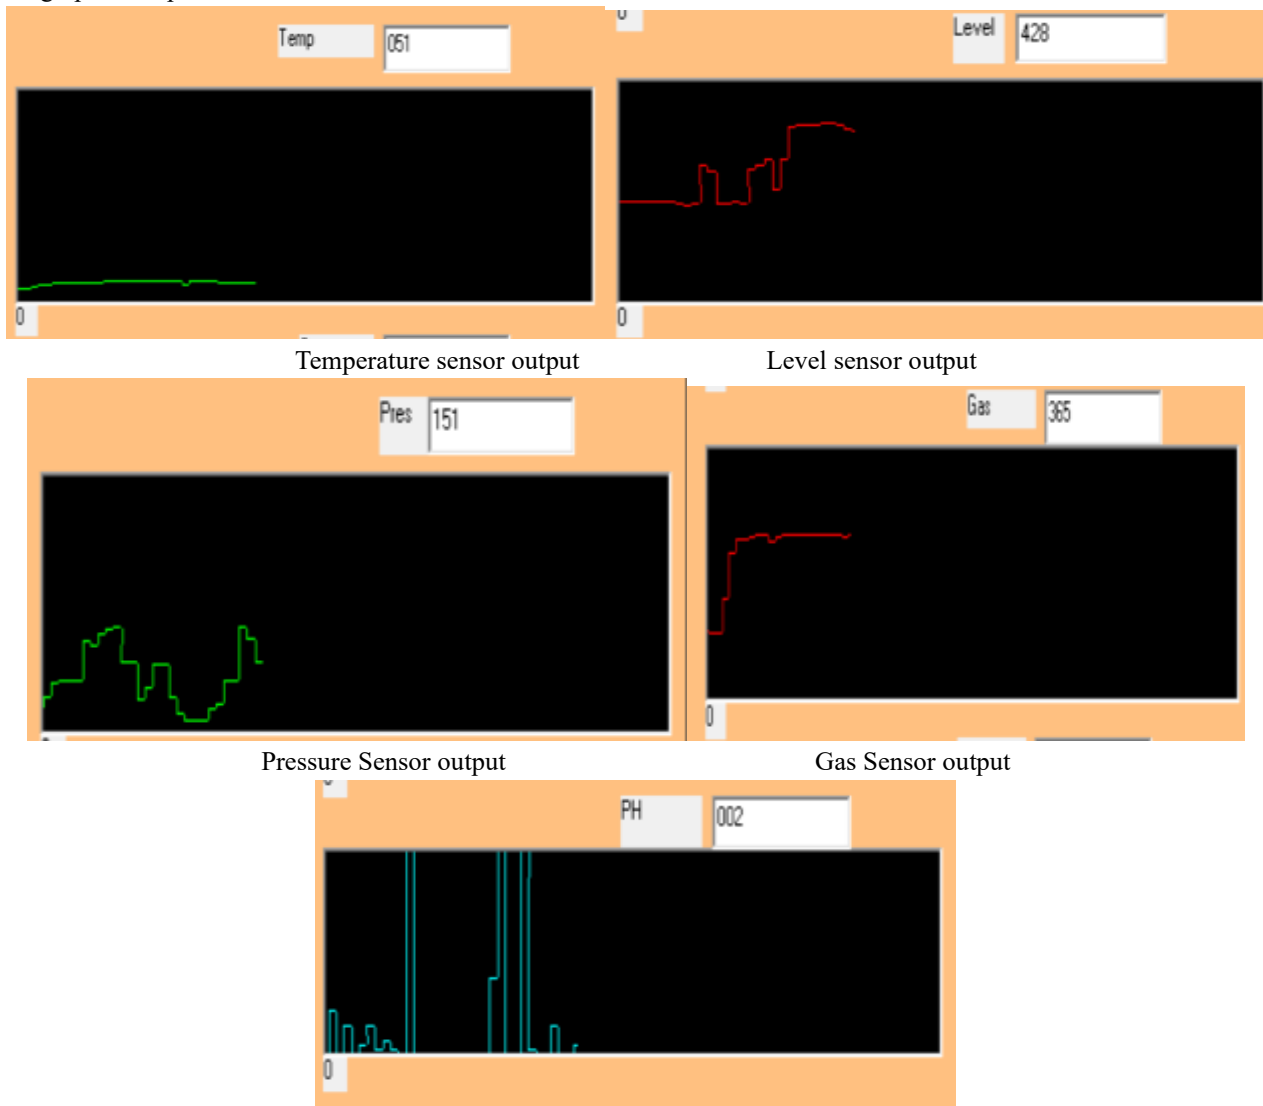 Temp 051
Level 428
0
0
Temperature sensor output Level sensor output
Pres 151
Gas 365
0
Pressure Sensor output Gas Sensor output
PH 002
0